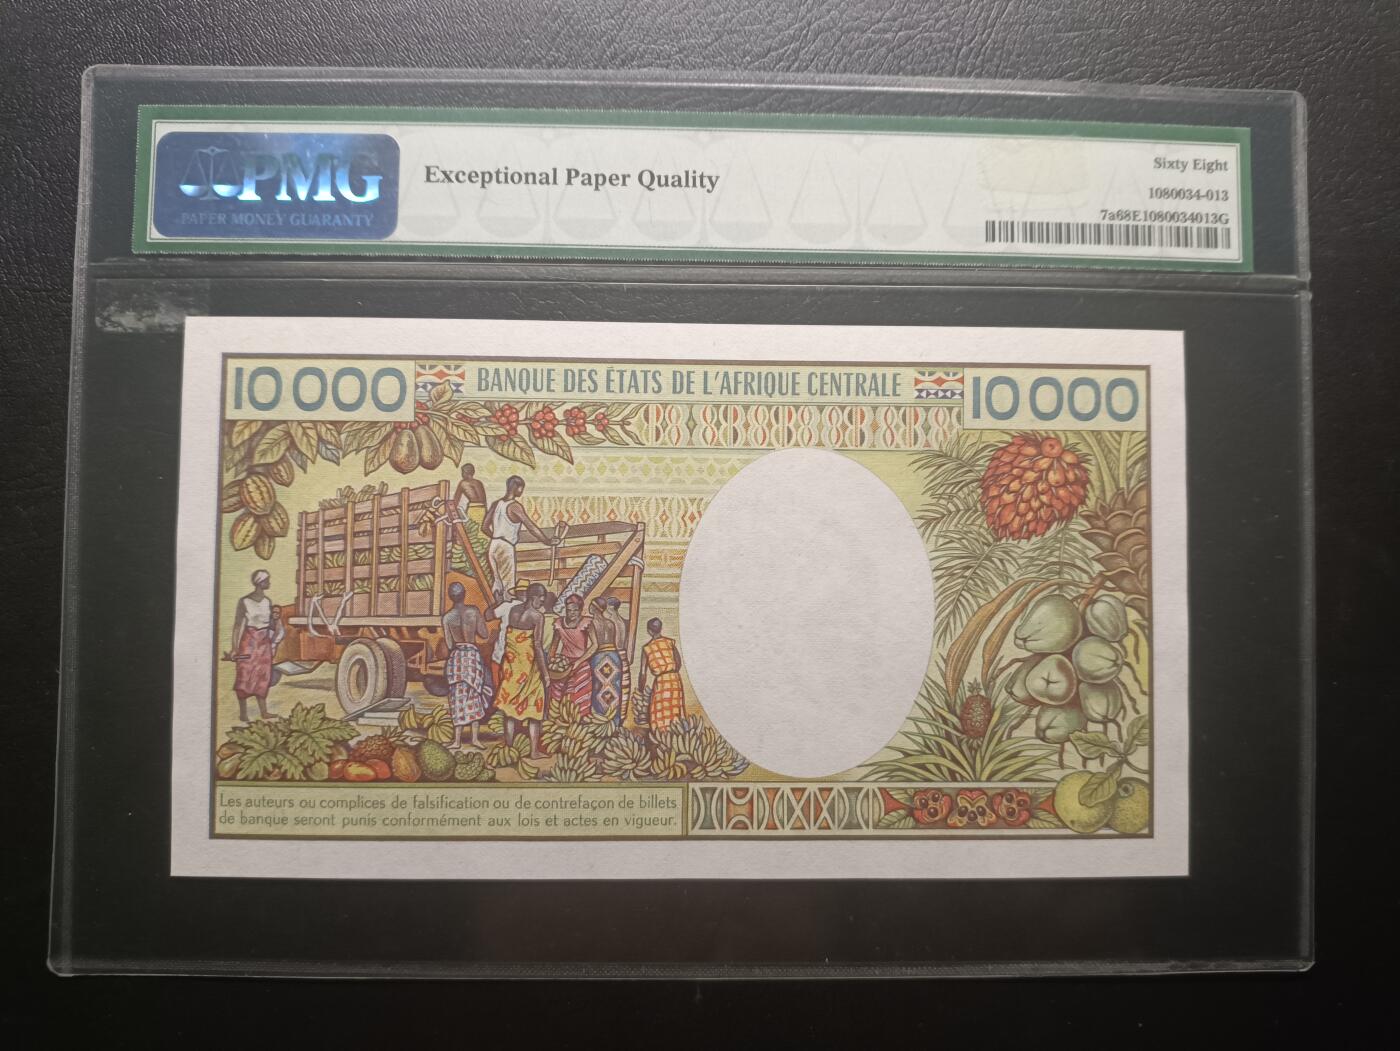 PMG
PAPER MONEY GUARANTY
Exceptional Paper Quality
Sixty Eight
1080034-013
7a68E1080034013G
10 000
BANQUE DES ÉTATS DE L'AFRIQUE CENTRALE
10 000
Les auteurs ou complices de falsification ou de contrefaçon de billets
de banque seront punis conformément aux lois et actes en vigueur.